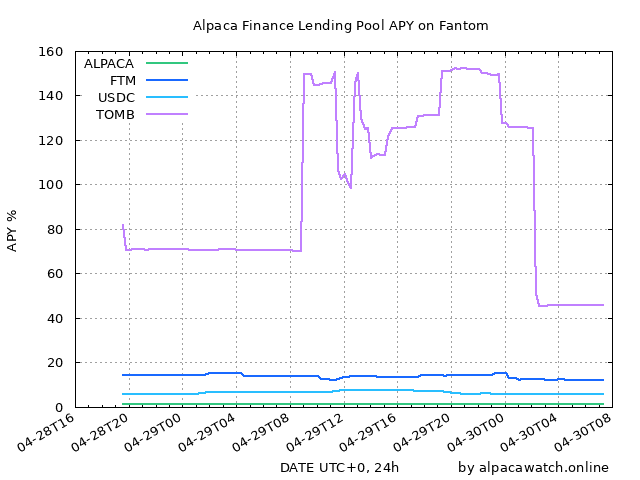 Alpaca Finance Lending Pool APY on Fantom
160
140
120
100
80
60
40
20
0
APY %
ALPACA
FTM
USDC
TOMB
04-28T16
04-28T20
04-29T00
04-29T04
04-29T08
04-29T12
04-29T16
04-29T20
04-30T00
04-30T04
04-30T08
DATE UTC+0, 24h
by alpacawatch.online